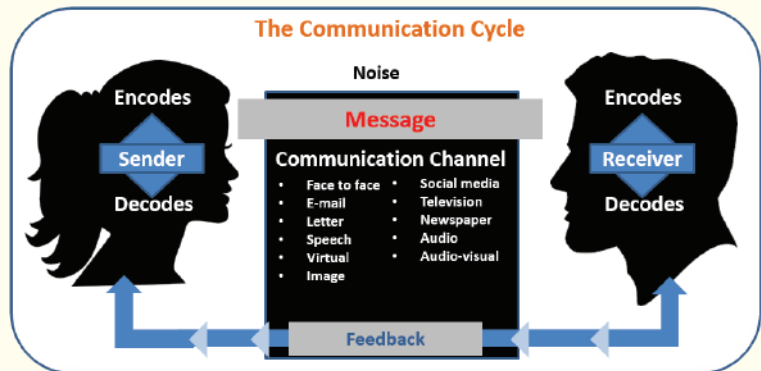 The Communication Cycle
Noise
Encodes
Sender
Decodes
Message
Communication Channel
• Face to face
• E-mail
• Letter
• Speech
• Virtual
• Image
• Social media
• Television
• Newspaper
• Audio
• Audio-visual
Encodes
Receiver
Decodes
Feedback